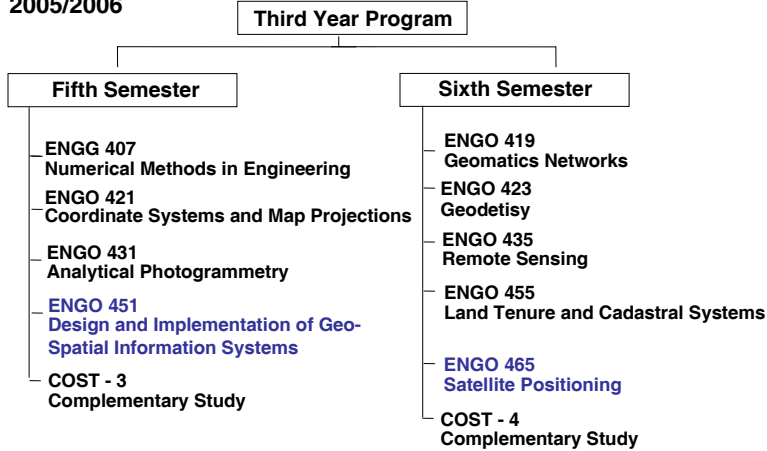 2005/2006
Third Year Program
Fifth Semester
ENGG 407
Numerical Methods in Engineering
ENGO 421
Coordinate Systems and Map Projections
ENGO 431
Analytical Photogrammetry
ENGO 451
Design and Implementation of Geo-
Spatial Information Systems
COST - 3
Complementary Study
Sixth Semester
ENGO 419
Geomatics Networks
ENGO 423
Geodetisy
ENGO 435
Remote Sensing
ENGO 455
Land Tenure and Cadastral Systems
ENGO 465
Satellite Positioning
COST - 4
Complementary Study